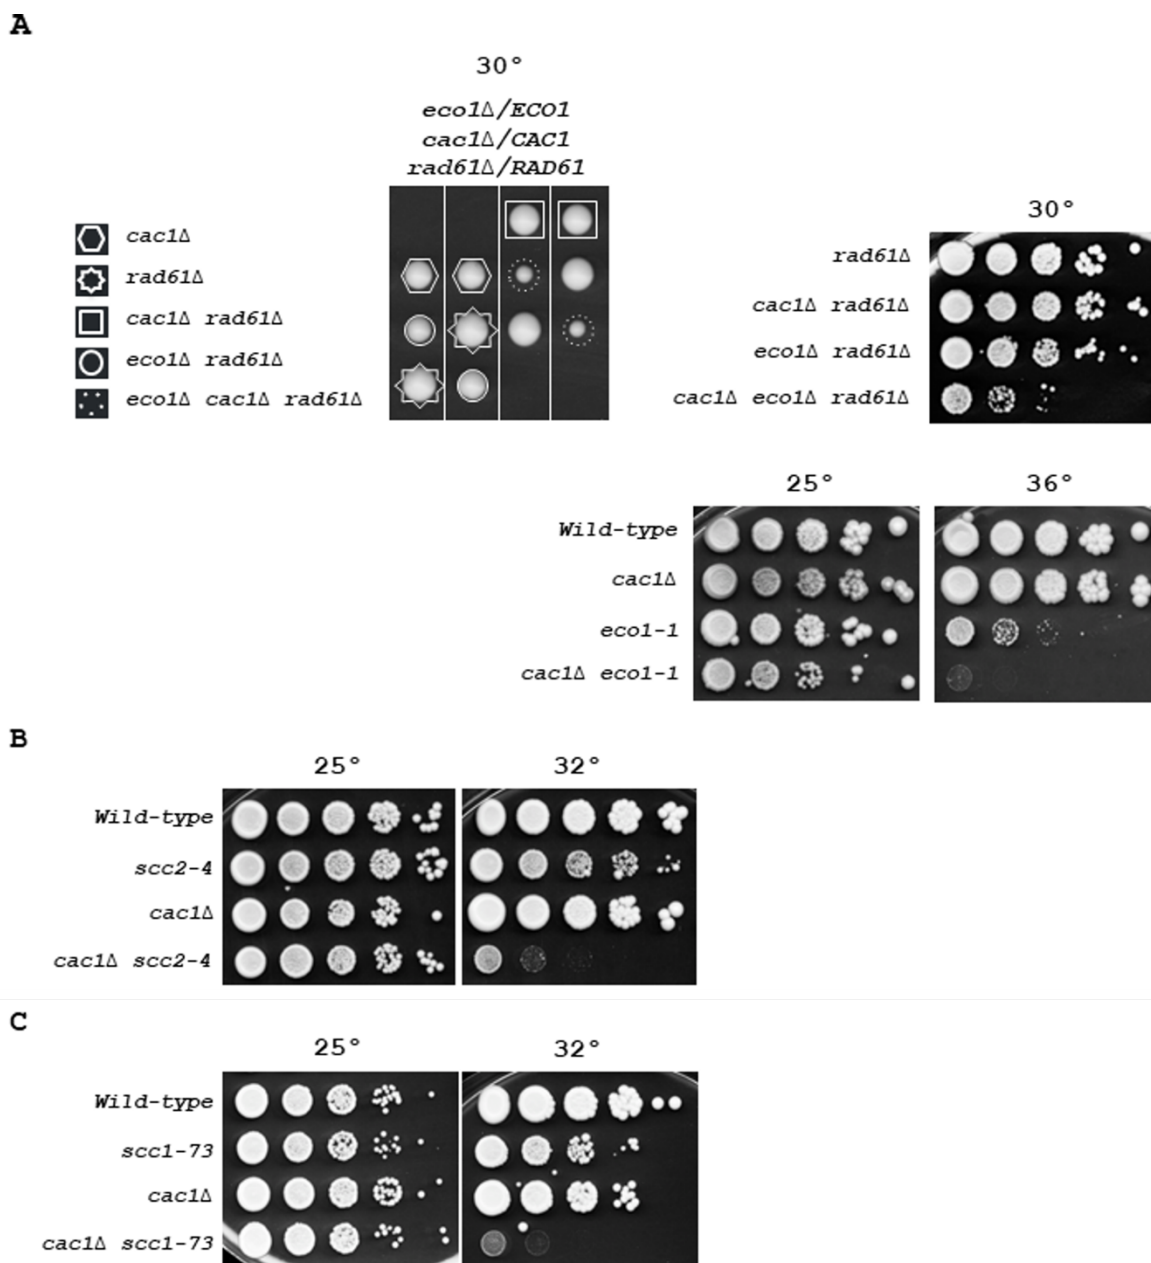 A
30°
eco1Δ/ECO1
cac1Δ/CAC1
rad61Δ/RAD61
cac1Δ
rad61Δ
cac1Δ rad61Δ
eco1Δ rad61Δ
eco1Δ cac1Δ rad61Δ
30°
rad61Δ
cac1Δ rad61Δ
eco1Δ rad61Δ
cac1Δ eco1Δ rad61Δ
25° 36°
Wild-type
cac1Δ
eco1-1
cac1Δ eco1-1
B
25° 32°
Wild-type
scc2-4
cac1Δ
cac1Δ scc2-4
C
25° 32°
Wild-type
scc1-73
cac1Δ
cac1Δ scc1-73